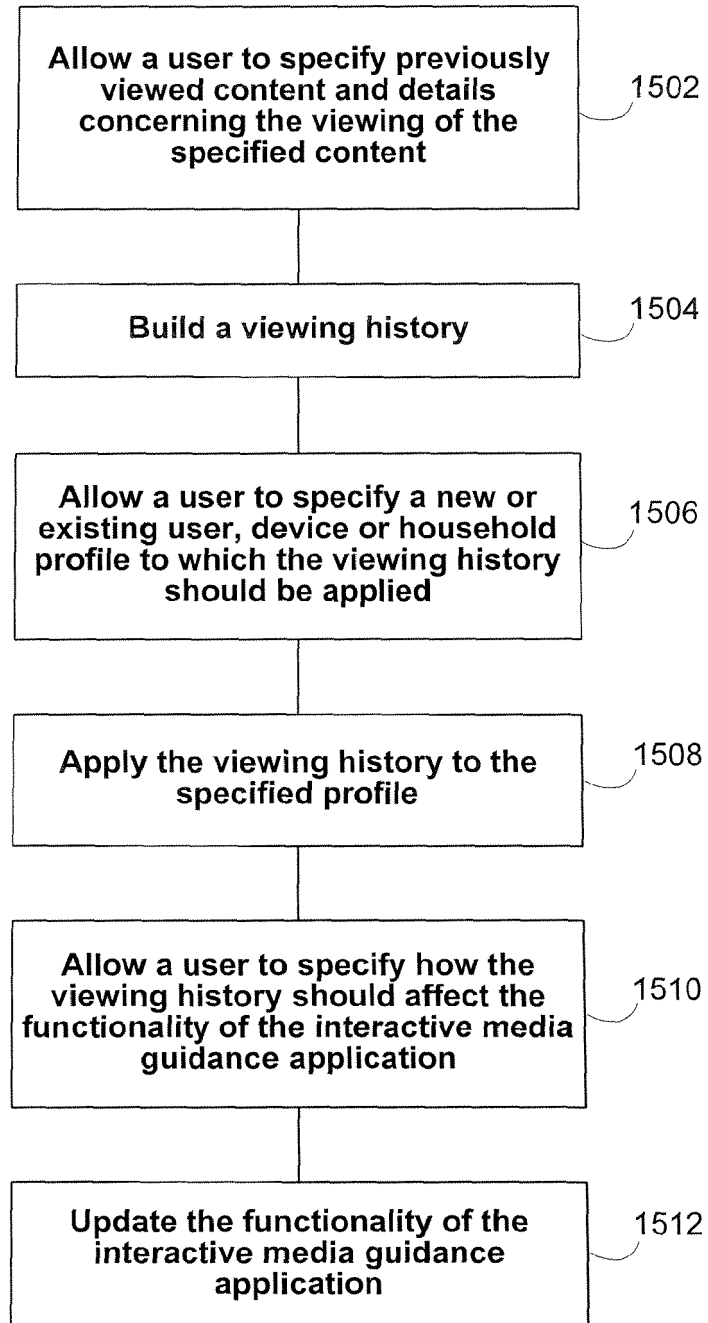 Allow a user to specify previously
viewed content and details
concerning the viewing of the
specified content
1502
Build a viewing history
1504
Allow a user to specify a new or
existing user, device or household
profile to which the viewing history
should be applied
1506
Apply the viewing history to the
specified profile
1508
Allow a user to specify how the
viewing history should affect the
functionality of the interactive media
guidance application
1510
Update the functionality of the
interactive media guidance
application
1512